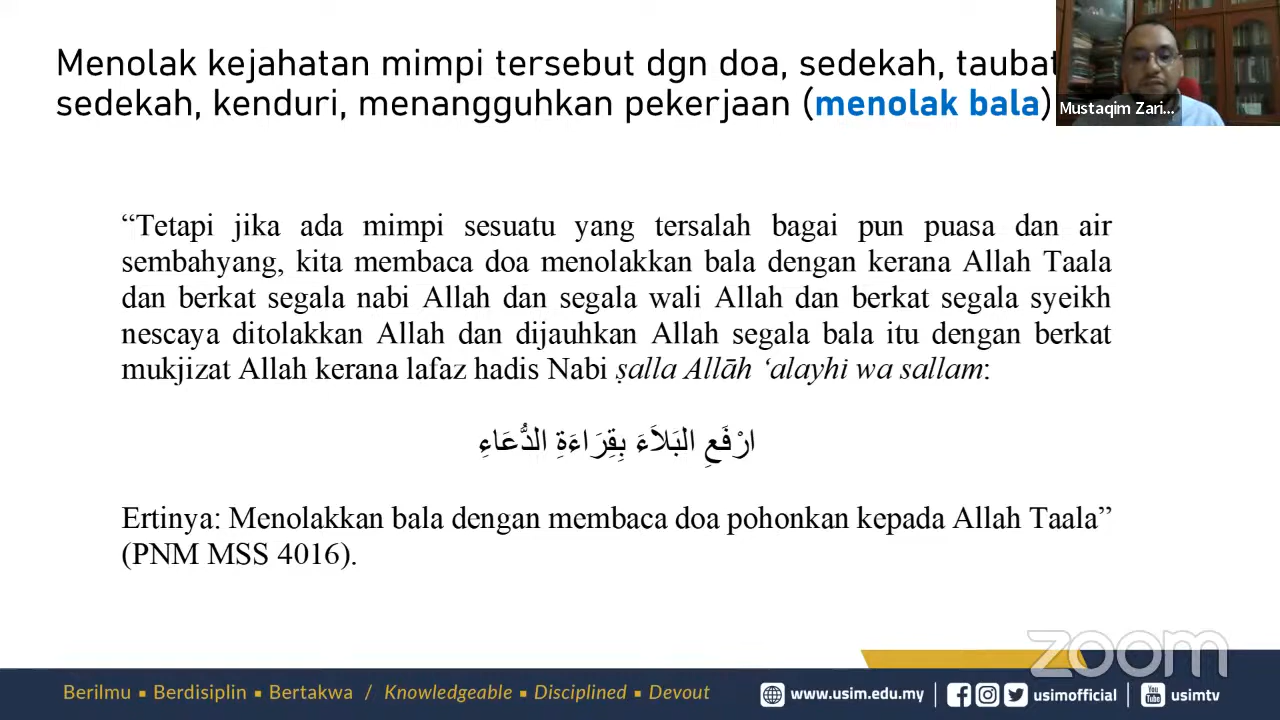 Menolak kejahatan mimpi tersebut dgn doa, sedekah, taubat
sedekah, kenduri, menangguhkan pekerjaan (menolak bala)
Mustaqim Zari...
“Tetapi jika ada mimpi sesuatu yang tersalah bagai pun puasa dan air
sembahyang, kita membaca doa menolakkan bala dengan kerana Allah Taala
dan berkat segala nabi Allah dan segala wali Allah dan berkat segala syeikh
nescaya ditolakkan Allah dan dijauhkan Allah segala bala itu dengan berkat
mukjizat Allah kerana lafaz hadis Nabi ṣalla Allāh ‘alayhi wa sallam:
ارْفَعِ البَلاَءَ بِقِرَاءَةِ الدُّعَاءِ
Ertinya: Menolakkan bala dengan membaca doa pohonkan kepada Allah Taala”
(PNM MSS 4016).
zoom
Berilmu ▪ Berdisiplin ▪ Bertakwa / Knowledgeable ▪ Disciplined ▪ Devout
www.usim.edu.my | usimofficial | You Tube usimtv